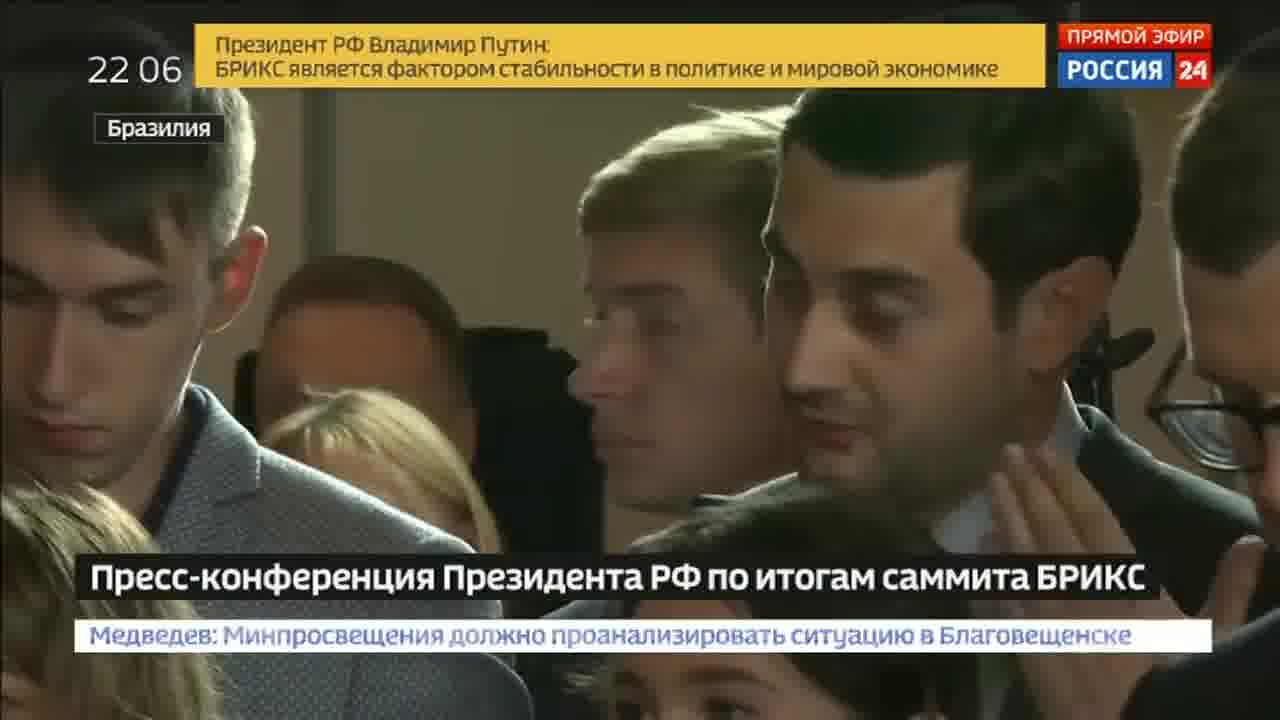 22 06
Президент РФ Владимир Путин:
БРИКС является фактором стабильности в политике и мировой экономике
ПРЯМОЙ ЭФИР
РОССИЯ 24
Бразилия
Пресс-конференция Президента РФ по итогам саммита БРИКС
Медведев: Минпросвещения должно проанализировать ситуацию в Благовещенске